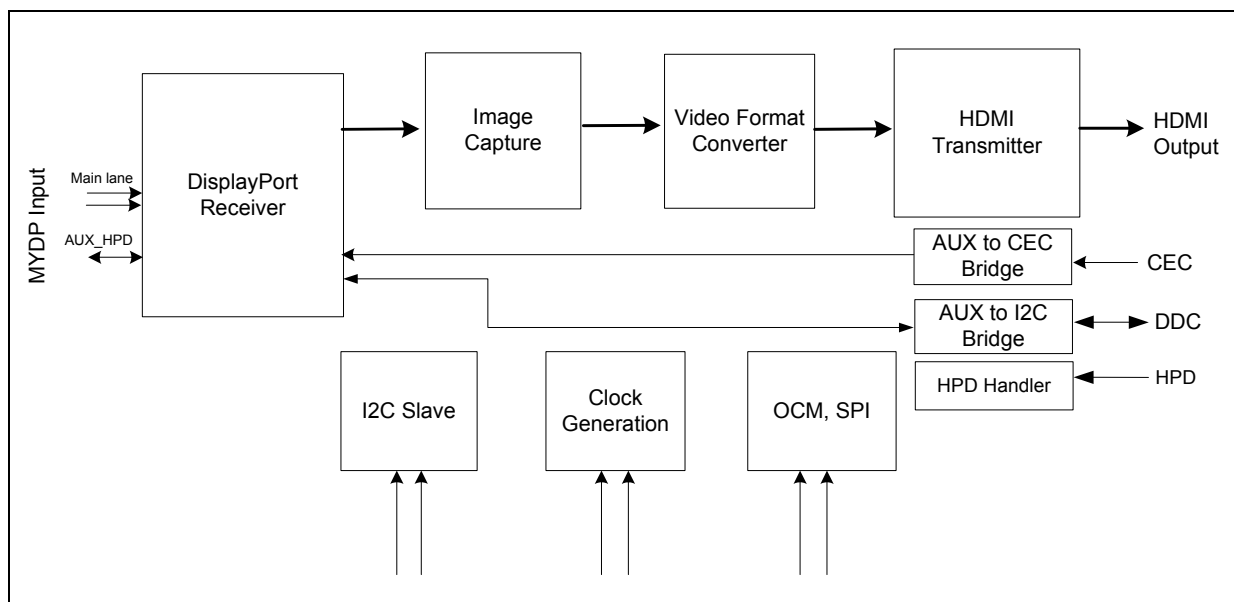 MYDP Input
Main lane
AUX_HPD
DisplayPort
Receiver
Image
Capture
Video Format
Converter
HDMI
Transmitter
HDMI
Output
AUX to CEC
Bridge
CEC
AUX to I2C
Bridge
DDC
HPD Handler
HPD
I2C Slave
Clock
Generation
OCM, SPI